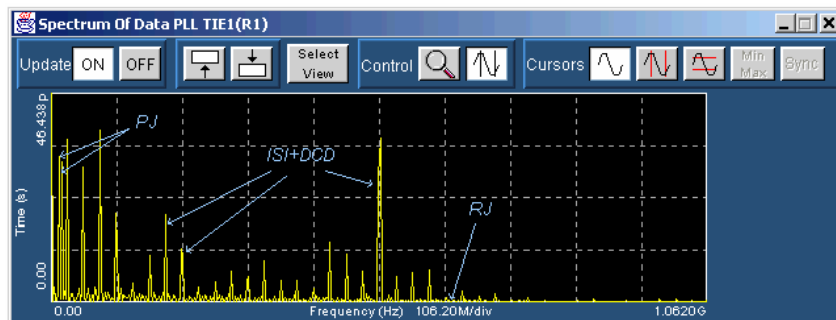 Spectrum Of Data PLL TIE1(R1)
Update ON OFF Select View Control Cursors Min Max Sync
46.438p
PJ
ISI+DCD
RJ
Time (s)
0.00
0.00 Frequency (Hz) 106.20M/div 1.0620G